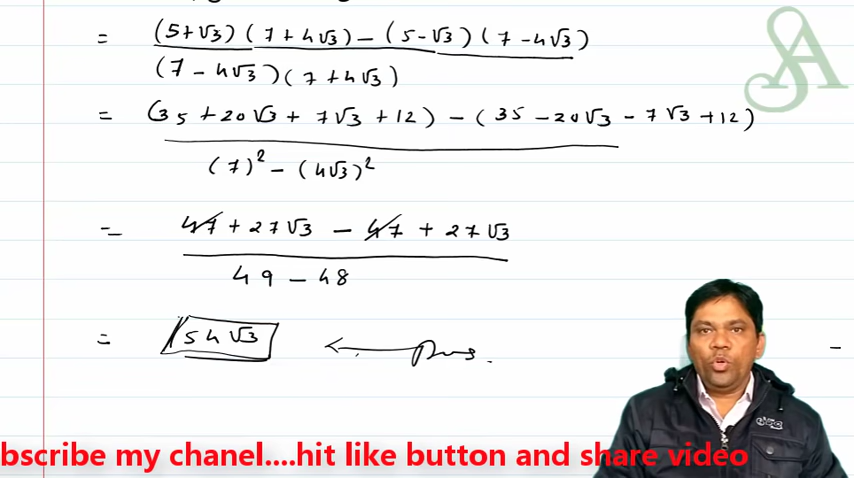 = (5+√3)(7+4√3) - (5-√3)(7-4√3)
(7-4√3)(7+4√3)
= (35+20√3+7√3+12) - (35-20√3-7√3+12)
(7)² - (4√3)²
= 47+27√3 - 47+27√3
49 - 48
= 54√3 ← Ans.
bscribe my chanel....hit like button and share video